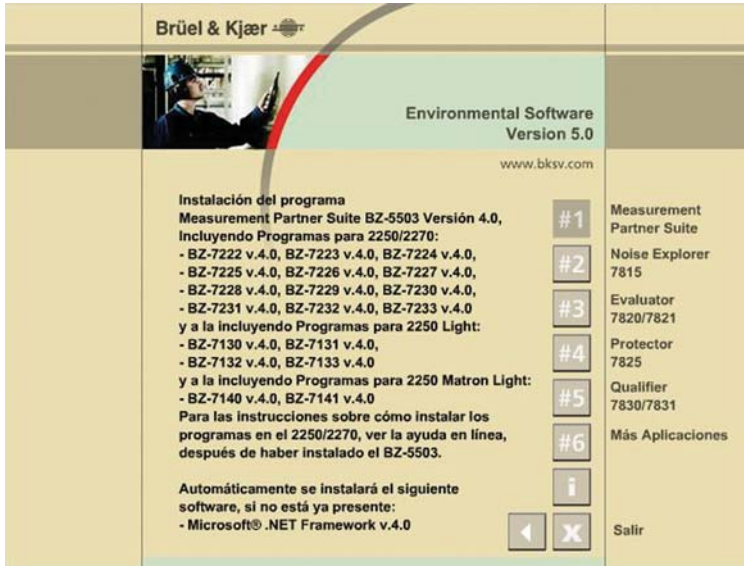 Brüel & Kjær
Environmental Software
Version 5.0
www.bksv.com
Instalación del programa
Measurement Partner Suite BZ-5503 Versión 4.0,
Incluyendo Programas para 2250/2270:
- BZ-7222 v.4.0, BZ-7223 v.4.0, BZ-7224 v.4.0,
- BZ-7225 v.4.0, BZ-7226 v.4.0, BZ-7227 v.4.0,
- BZ-7228 v.4.0, BZ-7229 v.4.0, BZ-7230 v.4.0,
- BZ-7231 v.4.0, BZ-7232 v.4.0, BZ-7233 v.4.0
y a la incluyendo Programas para 2250 Light:
- BZ-7130 v.4.0, BZ-7131 v.4.0,
- BZ-7132 v.4.0, BZ-7133 v.4.0
y a la incluyendo Programas para 2250 Matron Light:
- BZ-7140 v.4.0, BZ-7141 v.4.0
Para las instrucciones sobre cómo instalar los
programas en el 2250/2270, ver la ayuda en línea,
después de haber instalado el BZ-5503.
Automáticamente se instalará el siguiente
software, si no está ya presente:
- Microsoft® .NET Framework v.4.0
#1
Measurement
Partner Suite
#2
Noise Explorer
7815
#3
Evaluator
7820/7821
#4
Protector
7825
#5
Qualifier
7830/7831
#6
Más Aplicaciones
i
X
Salir